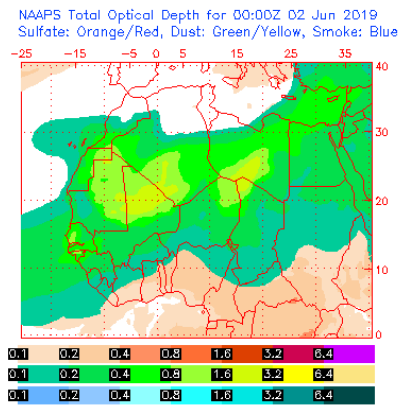 NAAPS Total Optical Depth for 00:00Z 02 Jun 2019
Sulfate: Orange/Red, Dust: Green/Yellow, Smoke: Blue
-25 -15 -5 5 15 25 35
40
30
20
10
0
0.1 0.2 0.4 0.8 1.6 3.2 6.4
0.1 0.2 0.4 0.8 1.6 3.2 6.4
0.1 0.2 0.4 0.8 1.6 3.2 6.4